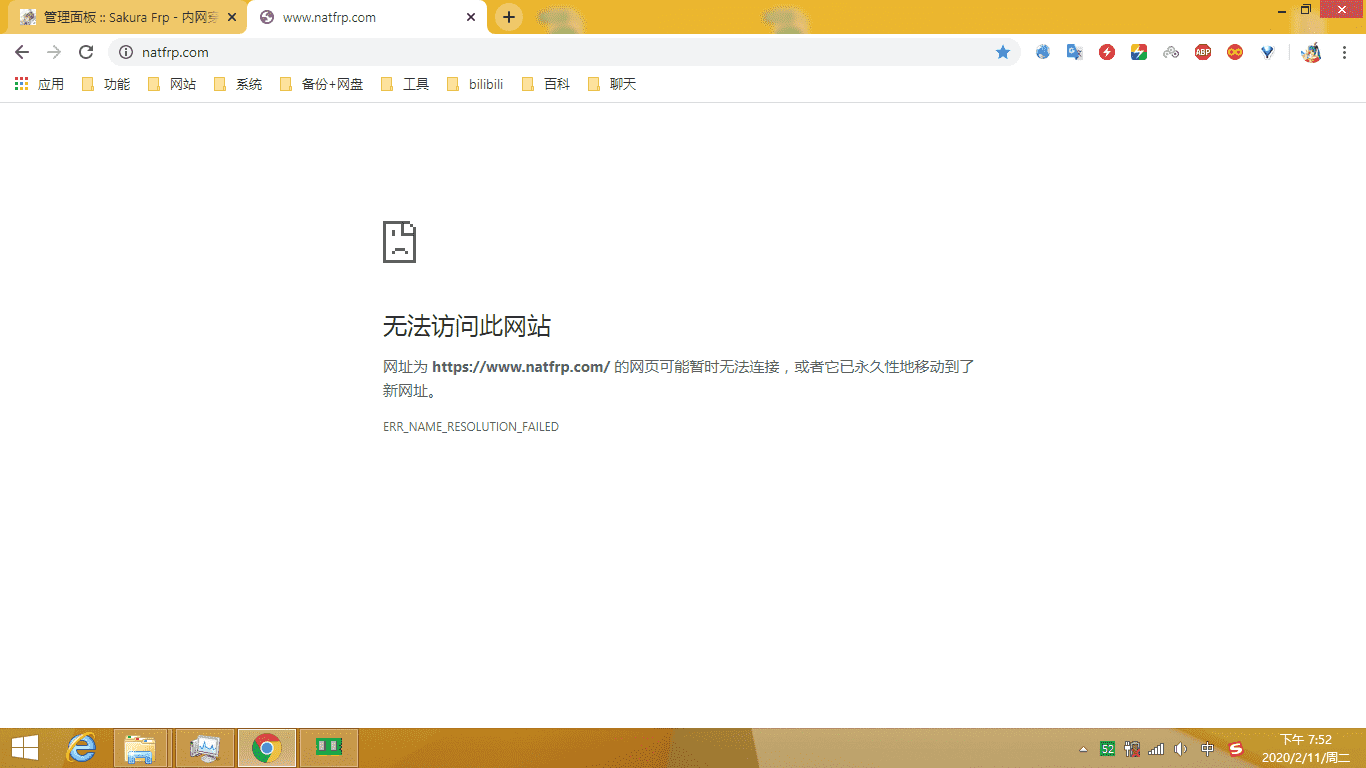 管理面板 :: Sakura Frp - 内网穿
www.natfrp.com
natfrp.com
应用
功能
网站
系统
备份+网盘
工具
bilibili
百科
聊天
ABP
无法访问此网站
网址为 https://www.natfrp.com/ 的网页可能暂时无法连接，或者它已永久性地移动到了
新网址。
ERR_NAME_RESOLUTION_FAILED
52
中
S
下午 7:52
2020/2/11/周二